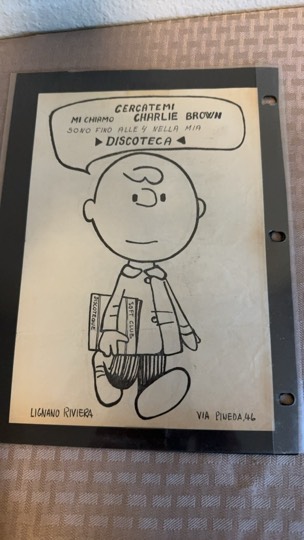 CERCATEMI
MI CHIAMO CHARLIE BROWN
SONO FINO ALLE 4 NELLA MIA
▶ DISCOTECA ◀
DISCOTEQUE
SOFT CLUB
LIGNANO RIVIERA
VIA PINEDA, 46